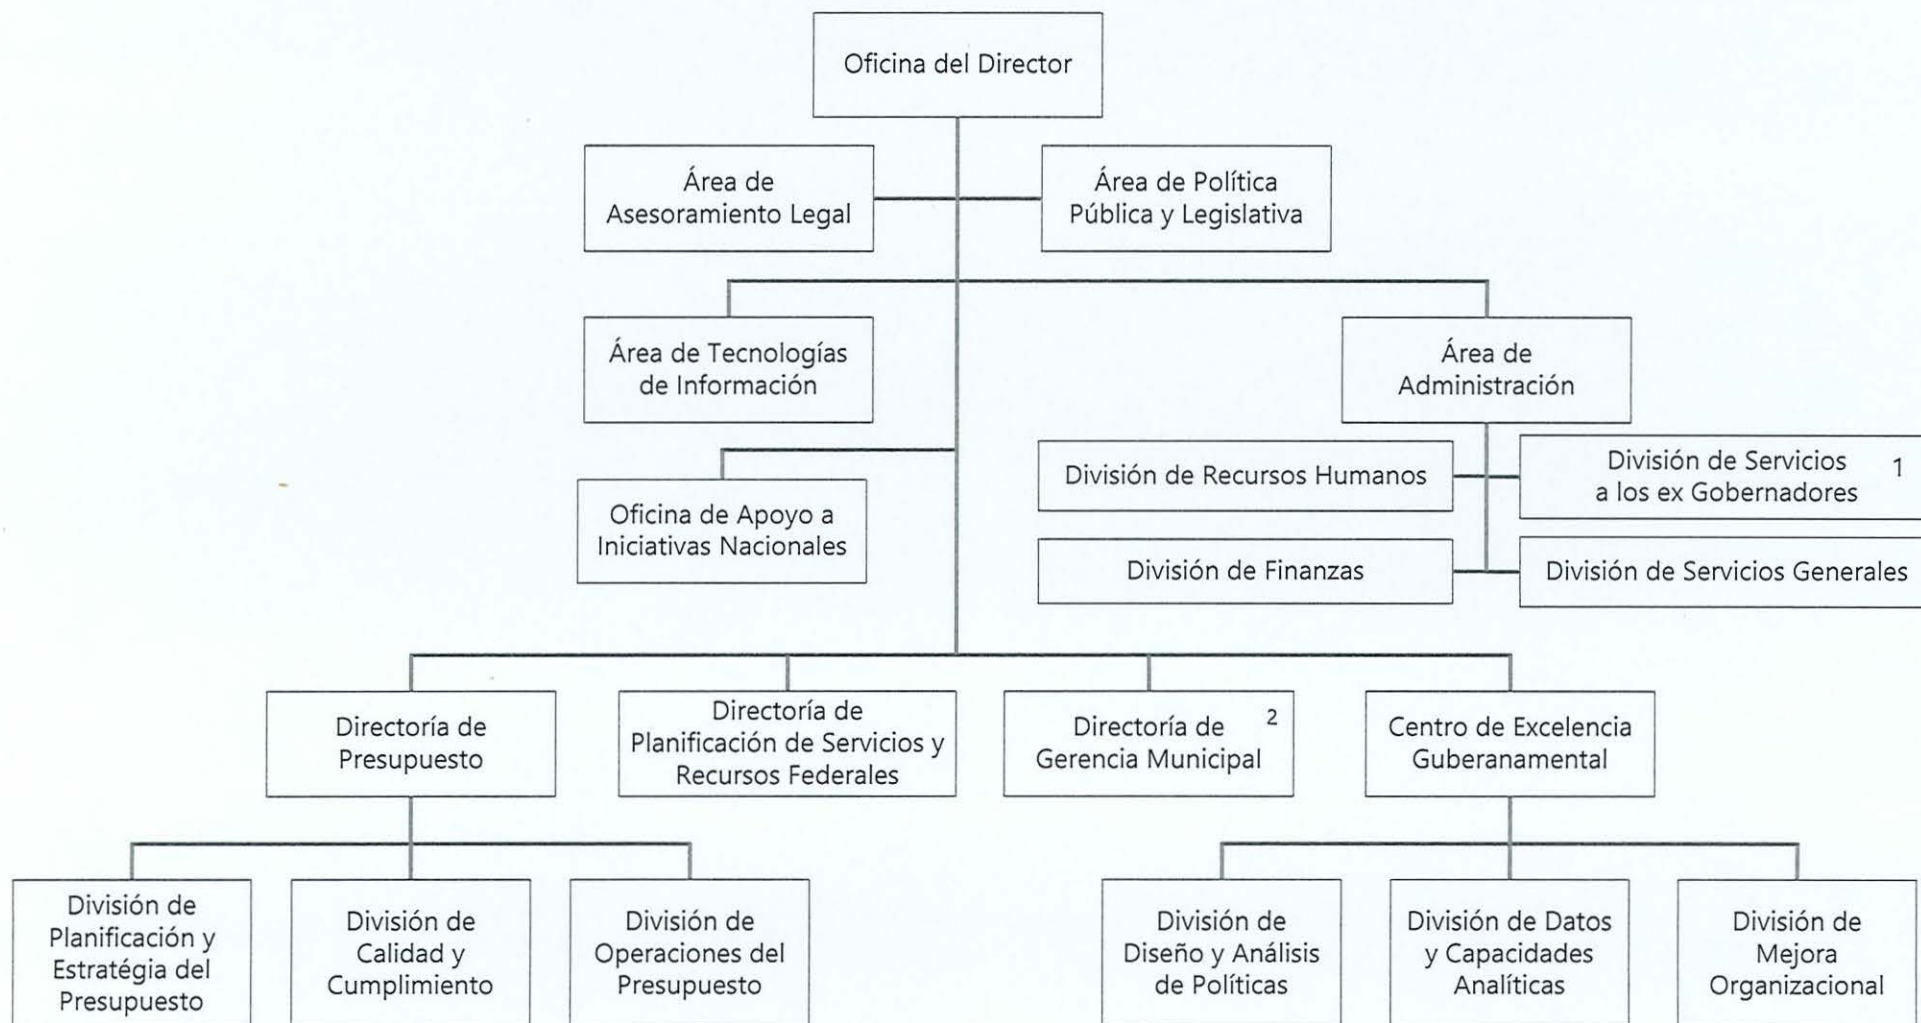 Oficina del Director
Área de
Asesoramiento Legal
Área de Política
Pública y Legislativa
Área de Tecnologías
de Información
Área de
Administración
Oficina de Apoyo a
Iniciativas Nacionales
División de Recursos Humanos
División de Servicios 1
a los ex Gobernadores
División de Finanzas
División de Servicios Generales
Directoría de
Presupuesto
Directoría de
Planificación de Servicios y
Recursos Federales
Directoría de 2
Gerencia Municipal
Centro de Excelencia
Guberanamental
División de
Planificación y
Estratégia del
Presupuesto
División de
Calidad y
Cumplimiento
División de
Operaciones del
Presupuesto
División de
Diseño y Análisis
de Políticas
División de Datos
y Capacidades
Analíticas
División de
Mejora
Organizacional